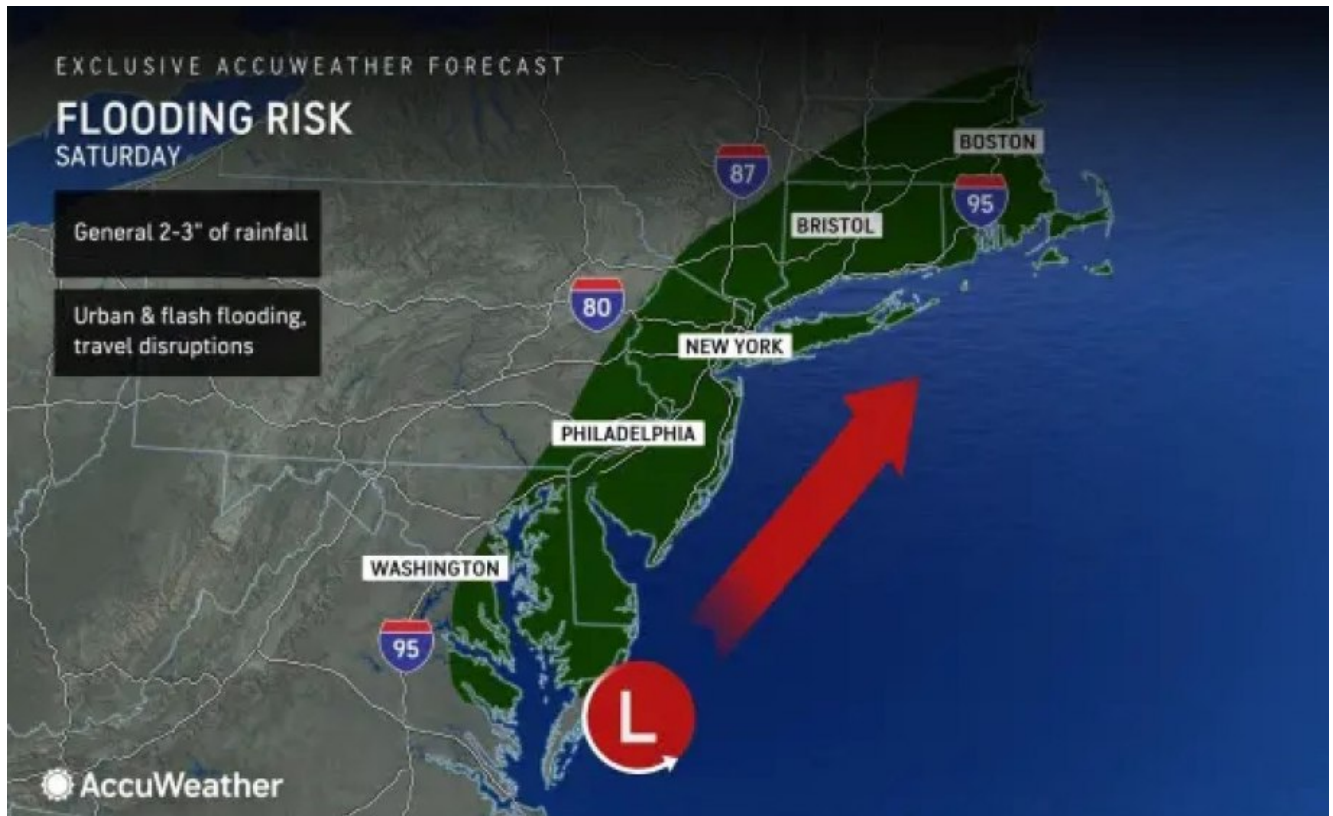 EXCLUSIVE ACCUWEATHER FORECAST
FLOODING RISK
SATURDAY
General 2-3" of rainfall
Urban & flash flooding,
travel disruptions
BOSTON
87
95
BRISTOL
80
NEW YORK
PHILADELPHIA
WASHINGTON
95
L
AccuWeather